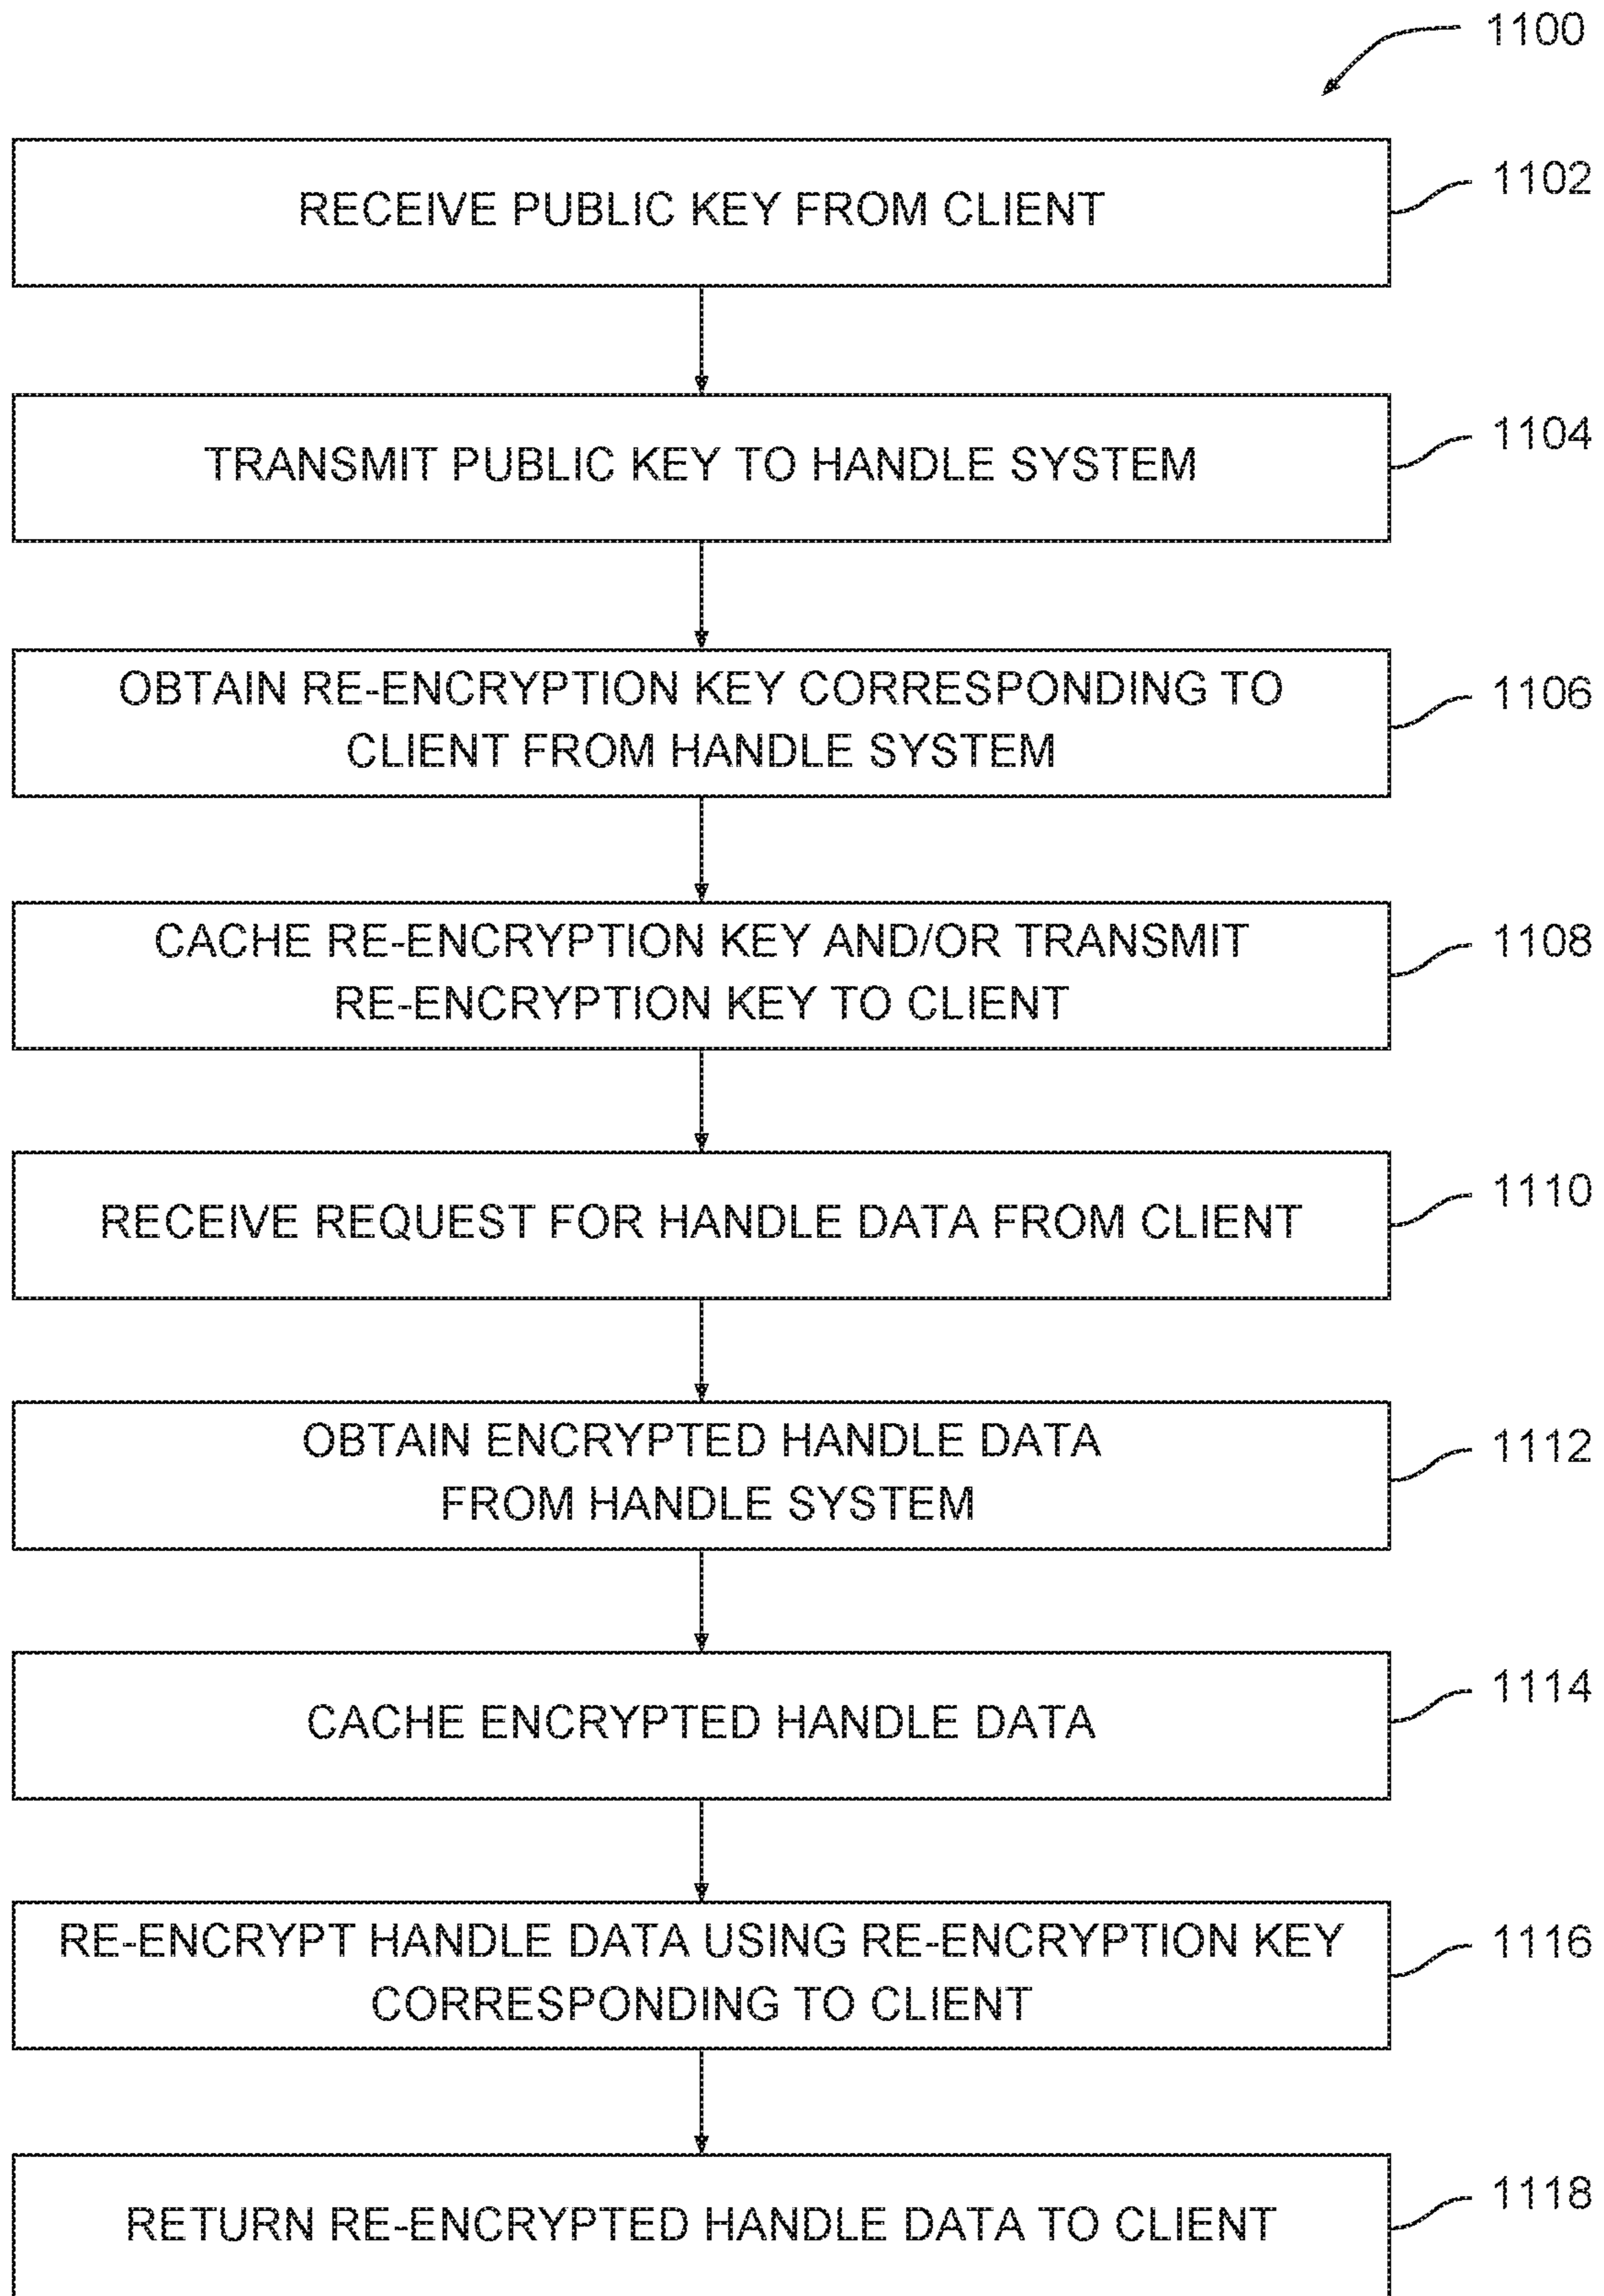 1100
RECEIVE PUBLIC KEY FROM CLIENT
1102
TRANSMIT PUBLIC KEY TO HANDLE SYSTEM
1104
OBTAIN RE-ENCRYPTION KEY CORRESPONDING TO
CLIENT FROM HANDLE SYSTEM
1106
CACHE RE-ENCRYPTION KEY AND/OR TRANSMIT
RE-ENCRYPTION KEY TO CLIENT
1108
RECEIVE REQUEST FOR HANDLE DATA FROM CLIENT
1110
OBTAIN ENCRYPTED HANDLE DATA
FROM HANDLE SYSTEM
1112
CACHE ENCRYPTED HANDLE DATA
1114
RE-ENCRYPT HANDLE DATA USING RE-ENCRYPTION KEY
CORRESPONDING TO CLIENT
1116
RETURN RE-ENCRYPTED HANDLE DATA TO CLIENT
1118